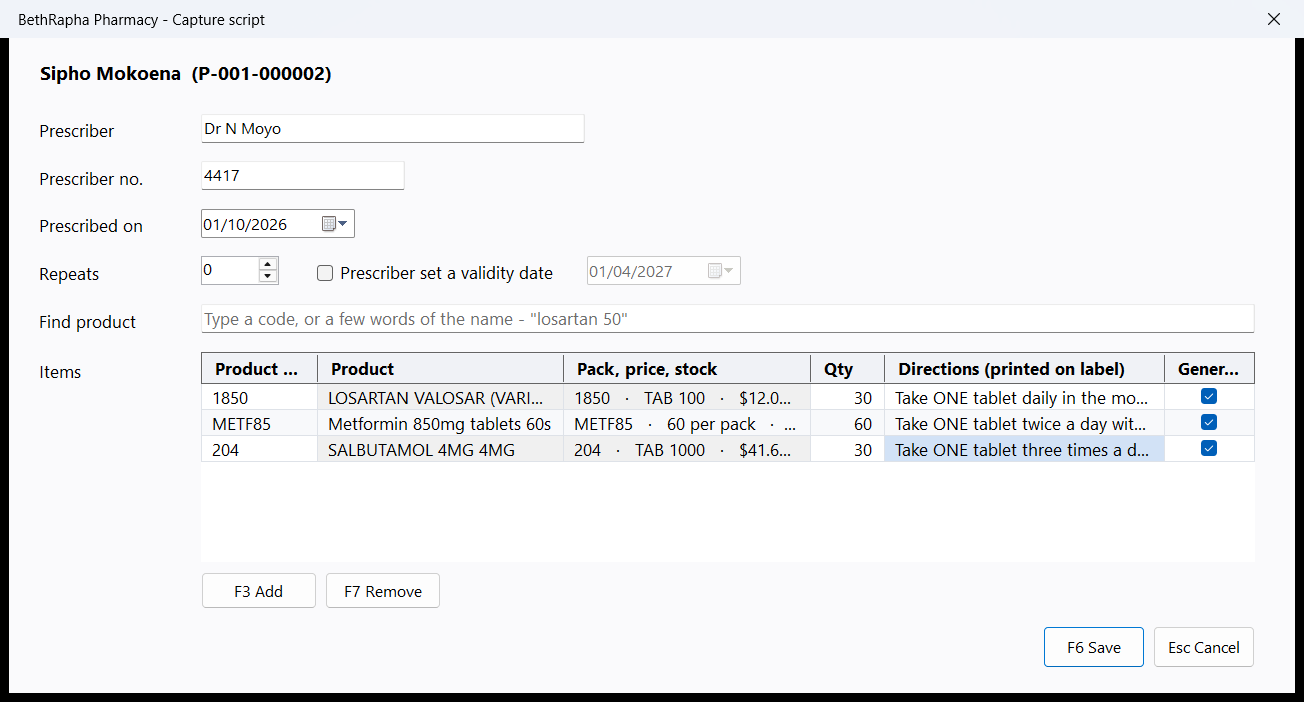 BethRapha Pharmacy - Capture script
Sipho Mokoena (P-001-000002)
Prescriber Dr N Moyo
Prescriber no. 4417
Prescribed on 01/10/2026
Repeats 0 Prescriber set a validity date 01/04/2027
Find product Type a code, or a few words of the name - "losartan 50"
Items Product ... Product Pack, price, stock Qty Directions (printed on label) Gener...
1850 LOSARTAN VALOSAR (VARI... 1850 · TAB 100 · $12.0... 30 Take ONE tablet daily in the mo...
METF85 Metformin 850mg tablets 60s METF85 · 60 per pack · ... 60 Take ONE tablet twice a day wit...
204 SALBUTAMOL 4MG 4MG 204 · TAB 1000 · $41.6... 30 Take ONE tablet three times a d...
F3 Add F7 Remove
F6 Save Esc Cancel